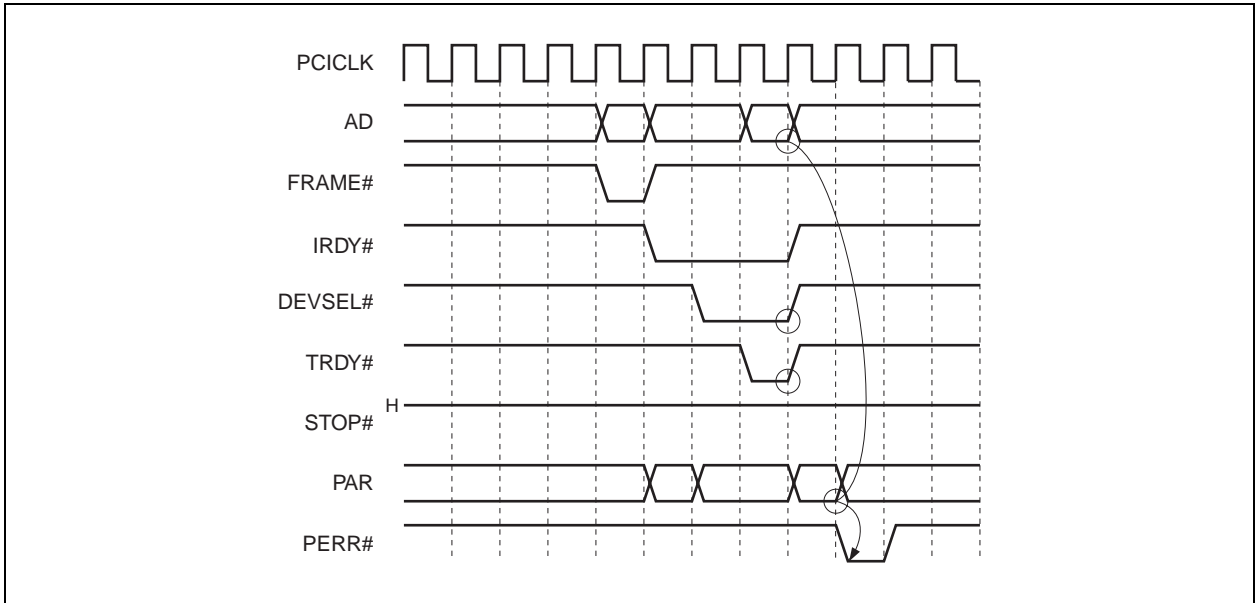 PCICLK
AD
FRAME#
IRDY#
DEVSEL#
TRDY#
H
STOP#
PAR
PERR#